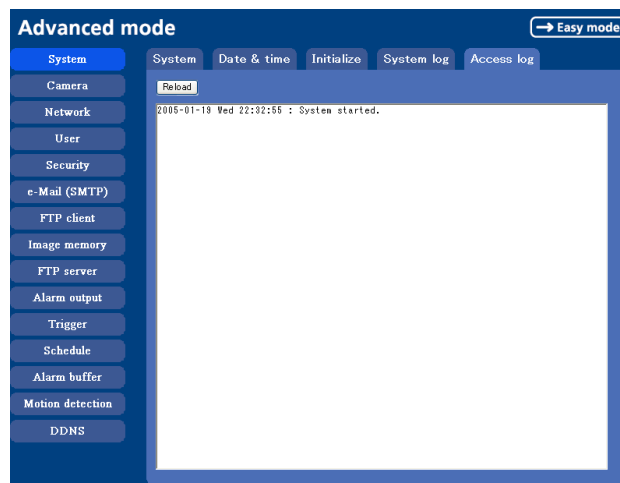 Advanced mode
→ Easy mode
System
Camera
Network
User
Security
e-Mail (SMTP)
FTP client
Image memory
FTP server
Alarm output
Trigger
Schedule
Alarm buffer
Motion detection
DDNS
System Date & time Initialize System log Access log
Reload
2005-01-19 Wed 22:32:55 : System started.